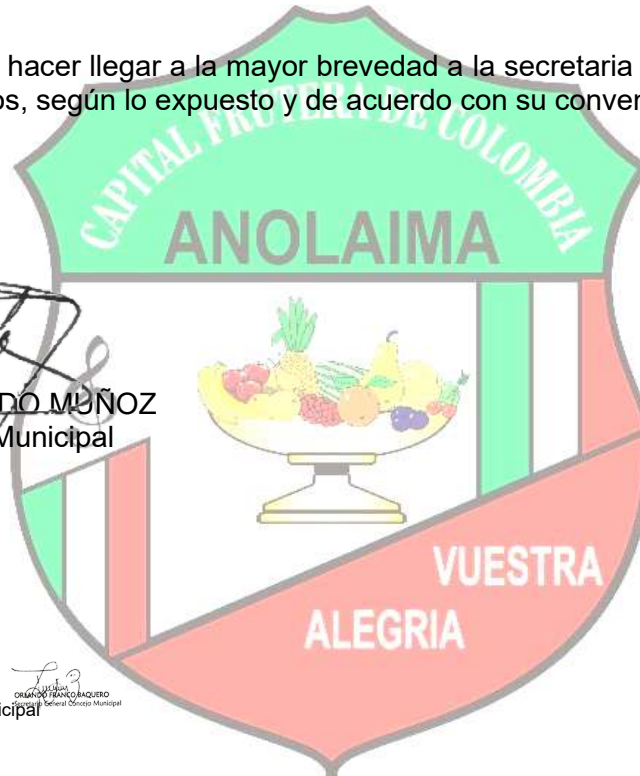 hacer llegar a la mayor brevedad a la secretaria
os, según lo expuesto y de acuerdo con su conven
CAPITAL FRUTERA DE COLOMBIA
ANOLAIMA
DO MUÑOZ
Municipal
VUESTRA
ALEGRIA
ORLANDO FRANCO BAQUERO
Secretario General Concejo Municipal
icipal